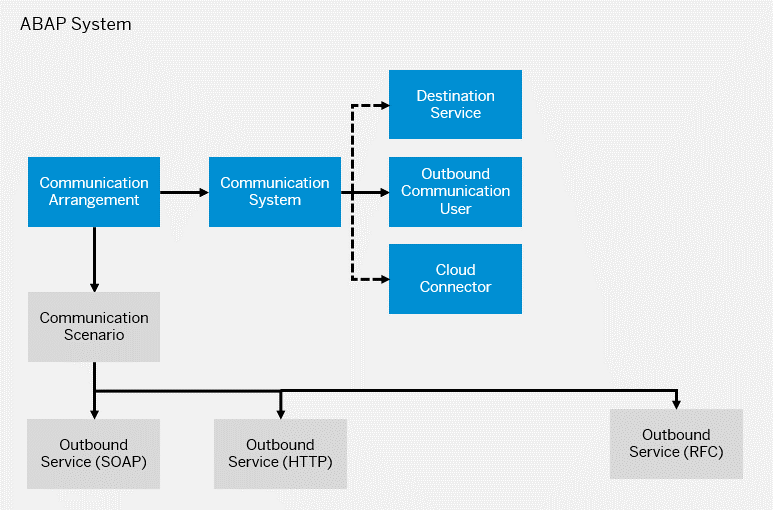 ABAP System
Destination
Service
Communication
Arrangement
Communication
System
Outbound
Communication
User
Cloud
Connector
Communication
Scenario
Outbound
Service (SOAP)
Outbound
Service (HTTP)
Outbound
Service (RFC)